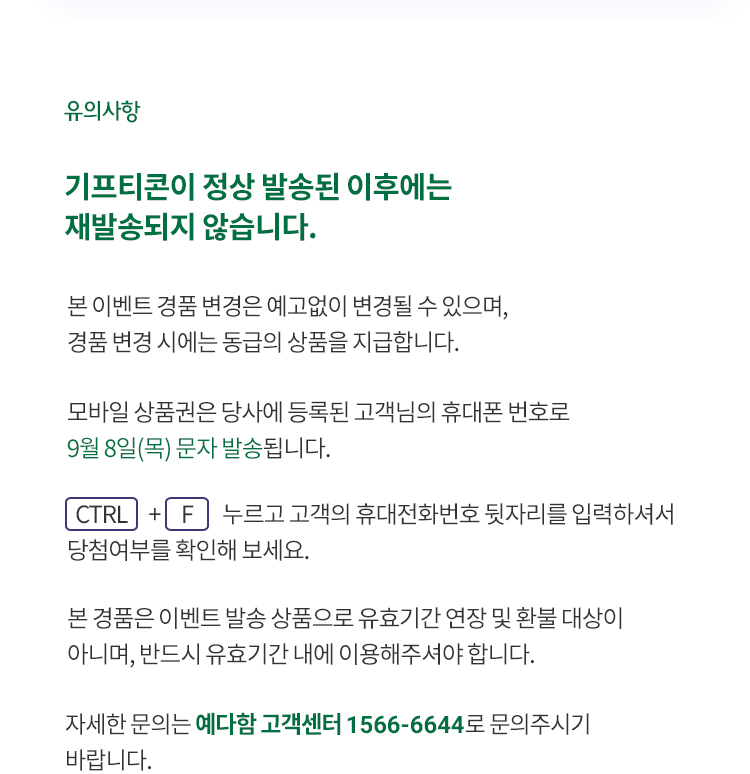 유의사항
기프티콘이 정상 발송된 이후에는
재발송되지 않습니다.
본 이벤트 경품 변경은 예고없이 변경될 수 있으며,
경품 변경 시에는 동급의 상품을 지급합니다.
모바일 상품권은 당사에 등록된 고객님의 휴대폰 번호로
9월 8일(목) 문자 발송됩니다.
CTRL + F 누르고 고객의 휴대전화번호 뒷자리를 입력하셔서
당첨여부를 확인해 보세요.
본 경품은 이벤트 발송 상품으로 유효기간 연장 및 환불 대상이
아니며, 반드시 유효기간 내에 이용해주셔야 합니다.
자세한 문의는 예다함 고객센터 1566-6644로 문의주시기
바랍니다.